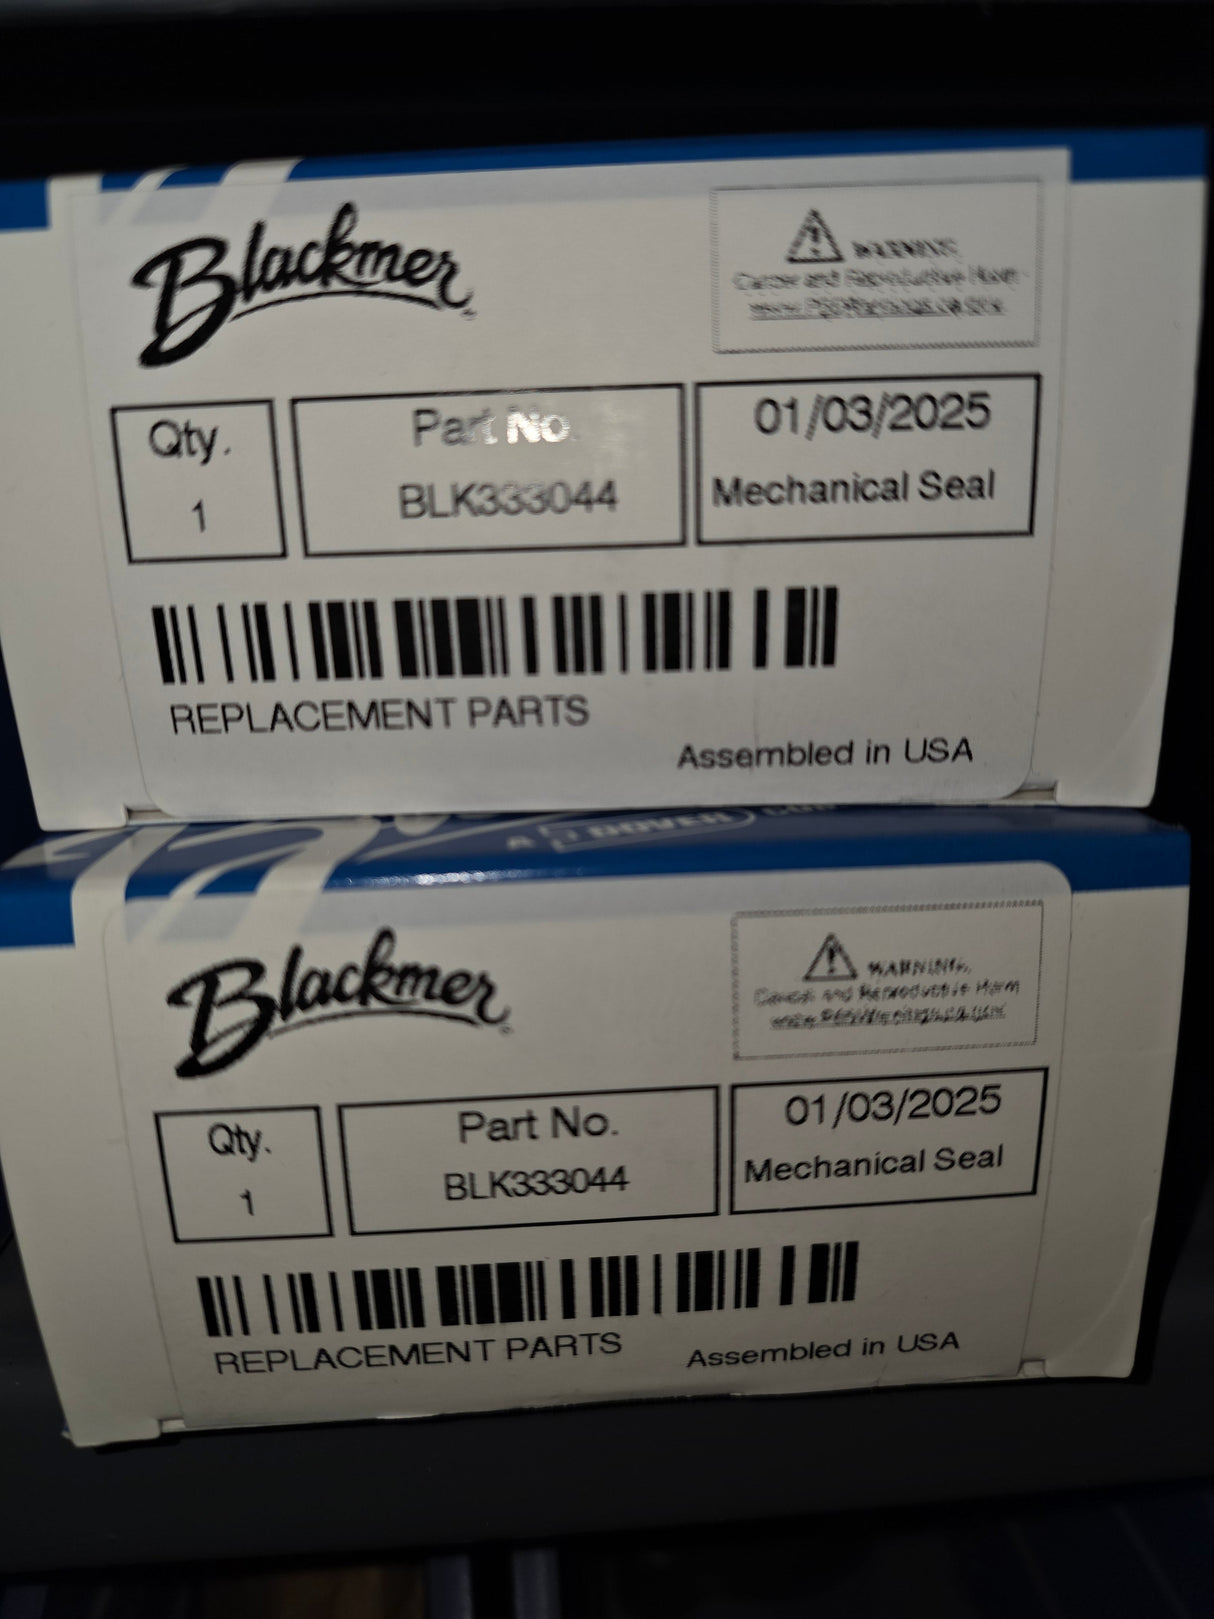 Blackmer
WARNING:
Cancer and Reproductive Harm
Qty.
1
Part No.
BLK333044
01/03/2025
Mechanical Seal
REPLACEMENT PARTS
Assembled in USA
A DOVER
Blackmer
WARNING:
Cancer and Reproductive Harm
Qty.
1
Part No.
BLK333044
01/03/2025
Mechanical Seal
REPLACEMENT PARTS
Assembled in USA